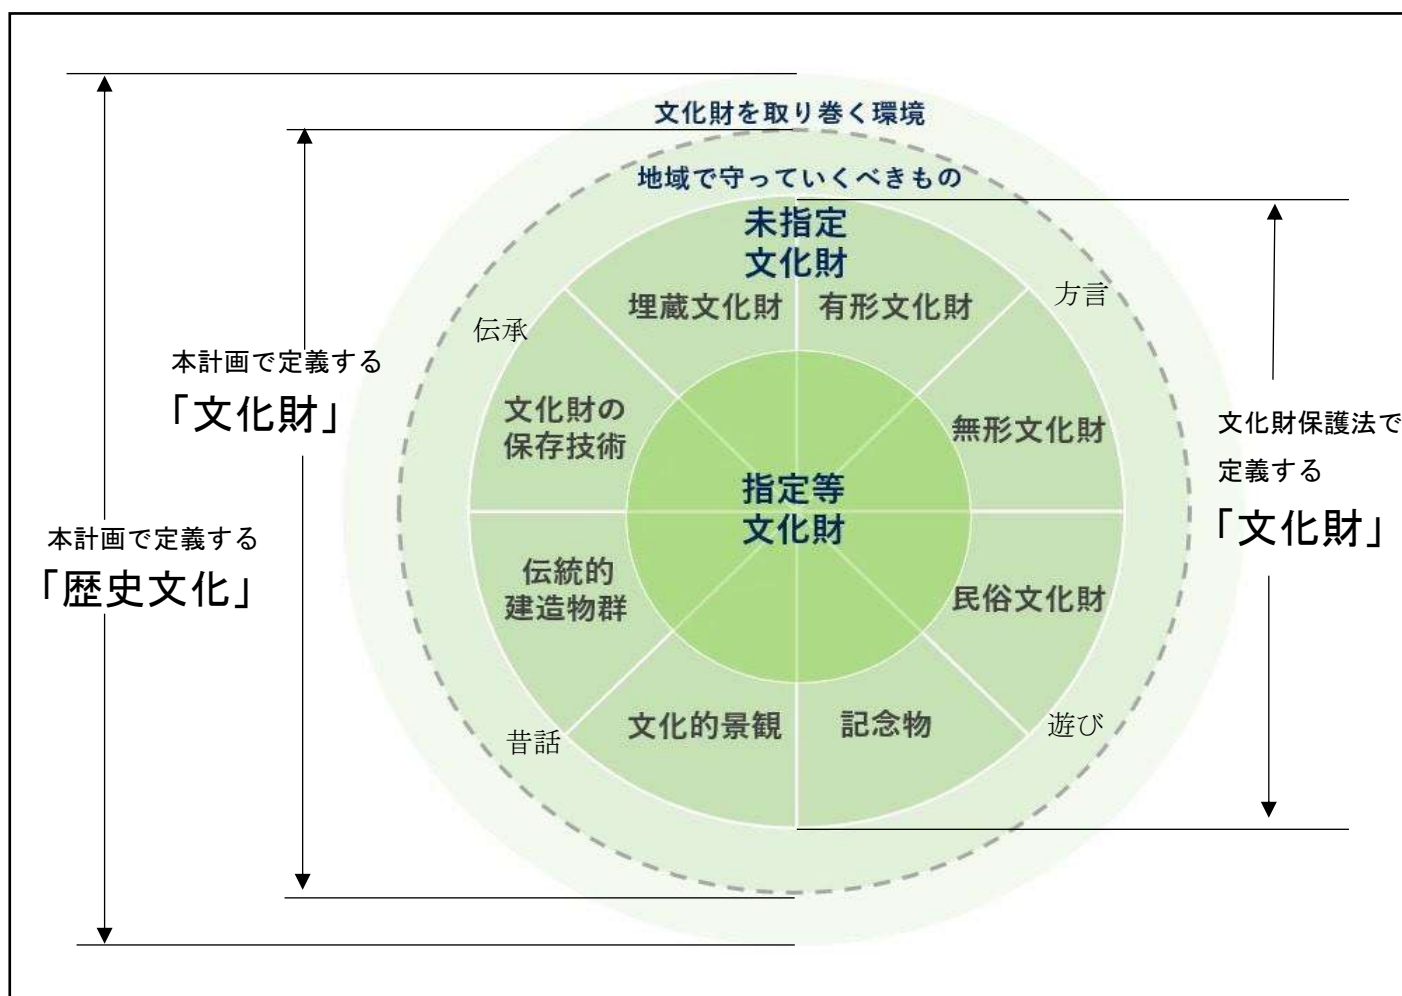 文化財を取り巻く環境
地域で守っていくべきもの
未指定
文化財
埋蔵文化財
有形文化財
方言
伝承
本計画で定義する
「文化財」
文化財の
保存技術
無形文化財
文化財保護法で
定義する
「文化財」
指定等
文化財
本計画で定義する
「歴史文化」
伝統的
建造物群
民俗文化財
文化的景観
記念物
昔話
遊び